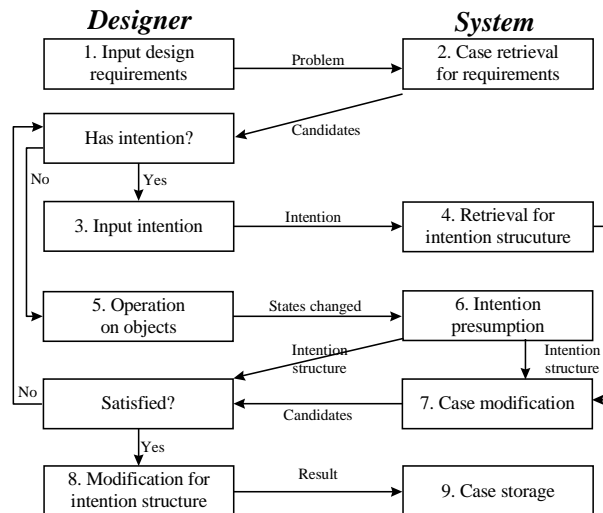 Designer
System
1. Input design
requirements
Problem
2. Case retrieval
for requirements
Candidates
Has intention?
No
Yes
3. Input intention
Intention
4. Retrieval for
intention strucuture
5. Operation
on objects
States changed
6. Intention
presumption
Intention
structure
Intention
structure
No
Satisfied?
Candidates
7. Case modification
Yes
8. Modification for
intention structure
Result
9. Case storage